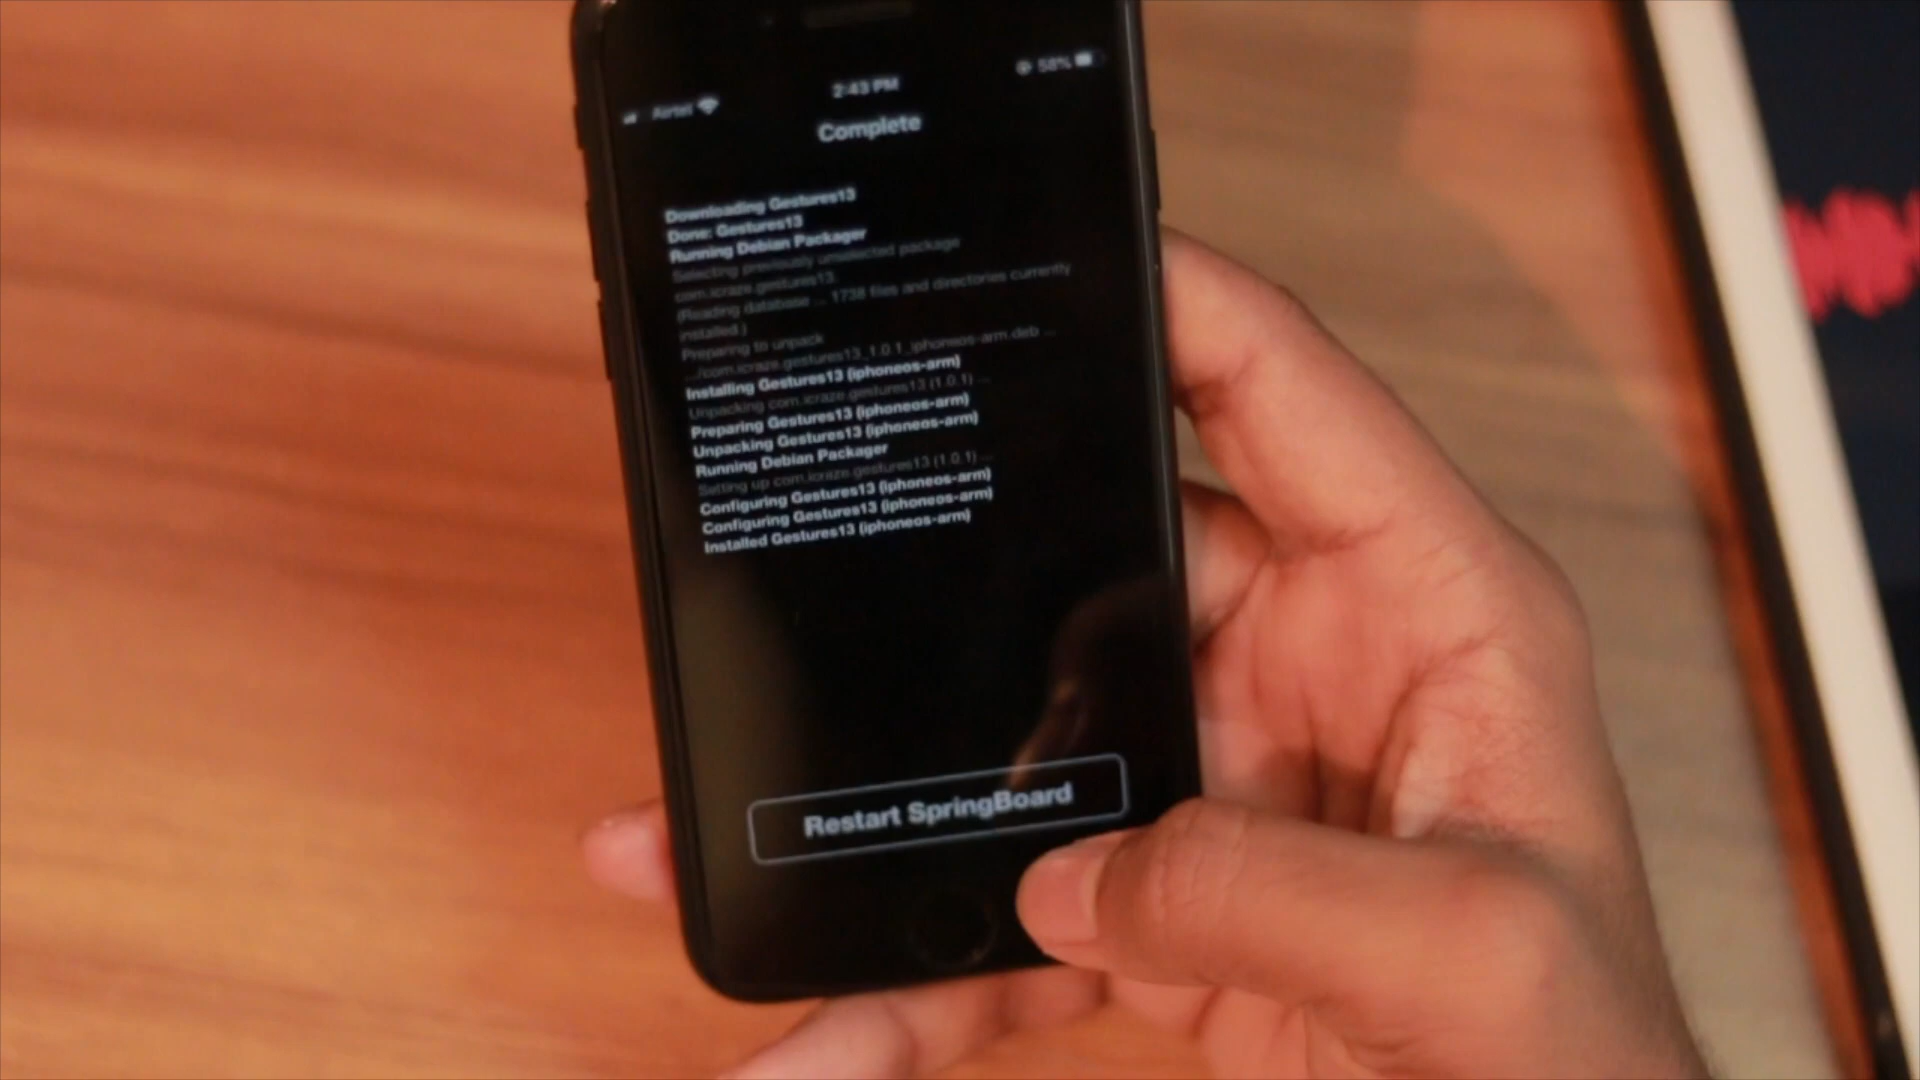 Airtel
2:43 PM
58%
Complete
Downloading Gestures13
Done: Gestures13
Running Debian Packager
Selecting previously unselected package
com.icraze.gestures13.
(Reading database ... 1738 files and directories currently
installed.)
Preparing to unpack
.../com.icraze.gestures13_1.0.1_iphoneos-arm.deb ...
Installing Gestures13 (iphoneos-arm)
Unpacking com.icraze.gestures13 (1.0.1) ...
Preparing Gestures13 (iphoneos-arm)
Unpacking Gestures13 (iphoneos-arm)
Running Debian Packager
Setting up com.icraze.gestures13 (1.0.1) ...
Configuring Gestures13 (iphoneos-arm)
Configuring Gestures13 (iphoneos-arm)
Installed Gestures13 (iphoneos-arm)
Restart SpringBoard